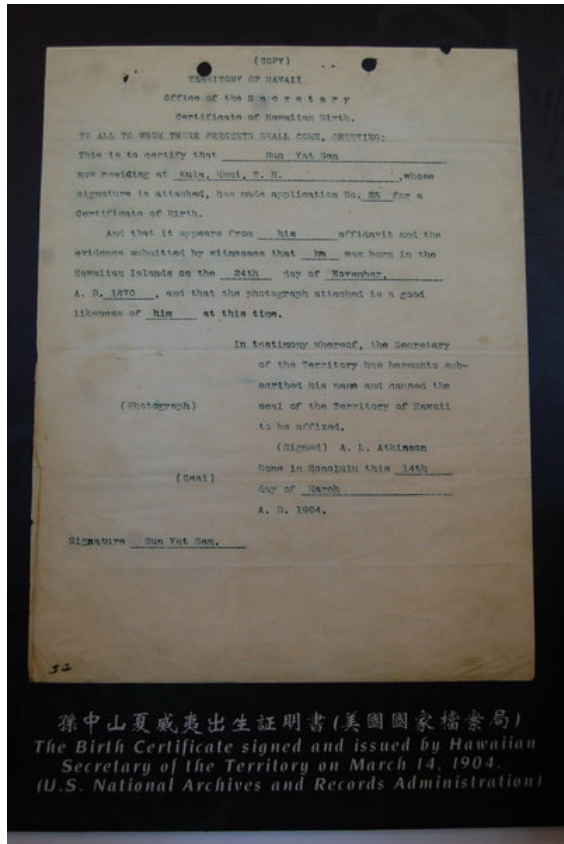 (COPY)
TERRITORY OF HAWAII
Office of the S e c r e t a r y
Certificate of Hawaiian Birth.
TO ALL TO WHOM THESE PRESENTS SHALL COME, GREETING:
This is to certify that Sun Yat Sen
now residing at Kula, Maui, T. H. ,whose
signature is attached, has made application No. 25 for a
Certificate of Birth.
And that it appears from his affidavit and the
evidence submitted by witnesses that he was born in the
Hawaiian Islands on the 24th day of November,
A. D. 1870 , and that the photograph attached is a good
likeness of him at this time.
In testimony whereof, the Secretary
of the Territory has hereunto sub-
scribed his name and caused the
(Photograph) seal of the Territory of Hawaii
to be affixed.
(Signed) A. L. Atkinson
(Seal) Done in Honolulu this 14th
day of March
A. D. 1904.
Signature Sun Yat Sen.
52
孫中山夏威夷出生証明書(美國國家檔案局)
The Birth Certificate signed and issued by Hawaiian
Secretary of the Territory on March 14, 1904.
(U.S. National Archives and Records Administration)